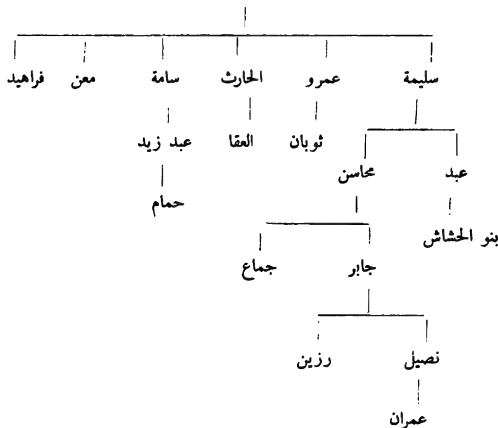 سليمة عمرو الحارث سامة معن فراهيد
ثوبان العقا عبد زيد
عبد محاسن
حمام
بنو الحشاش
جابر جماع
نصيل رزين
عمران